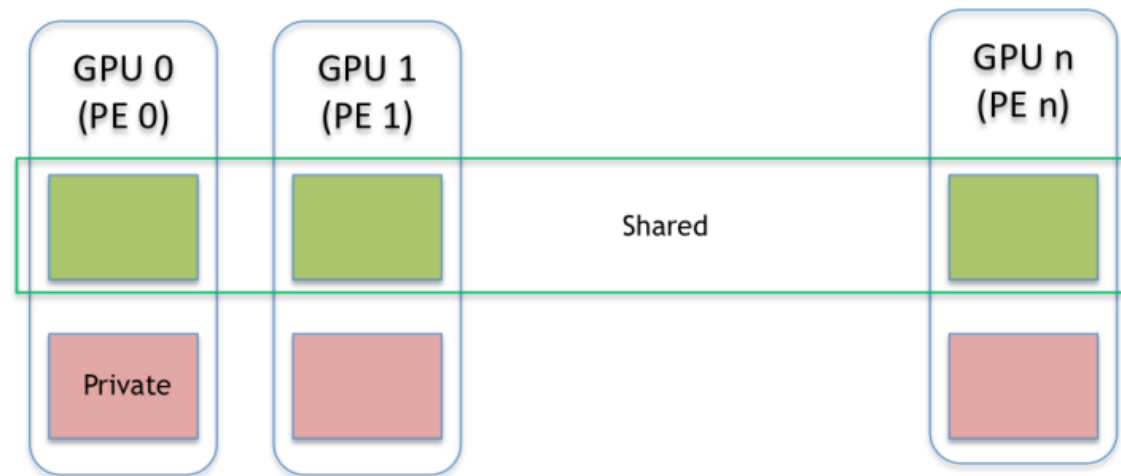 GPU 0
(PE 0)
GPU 1
(PE 1)
GPU n
(PE n)
Shared
Private